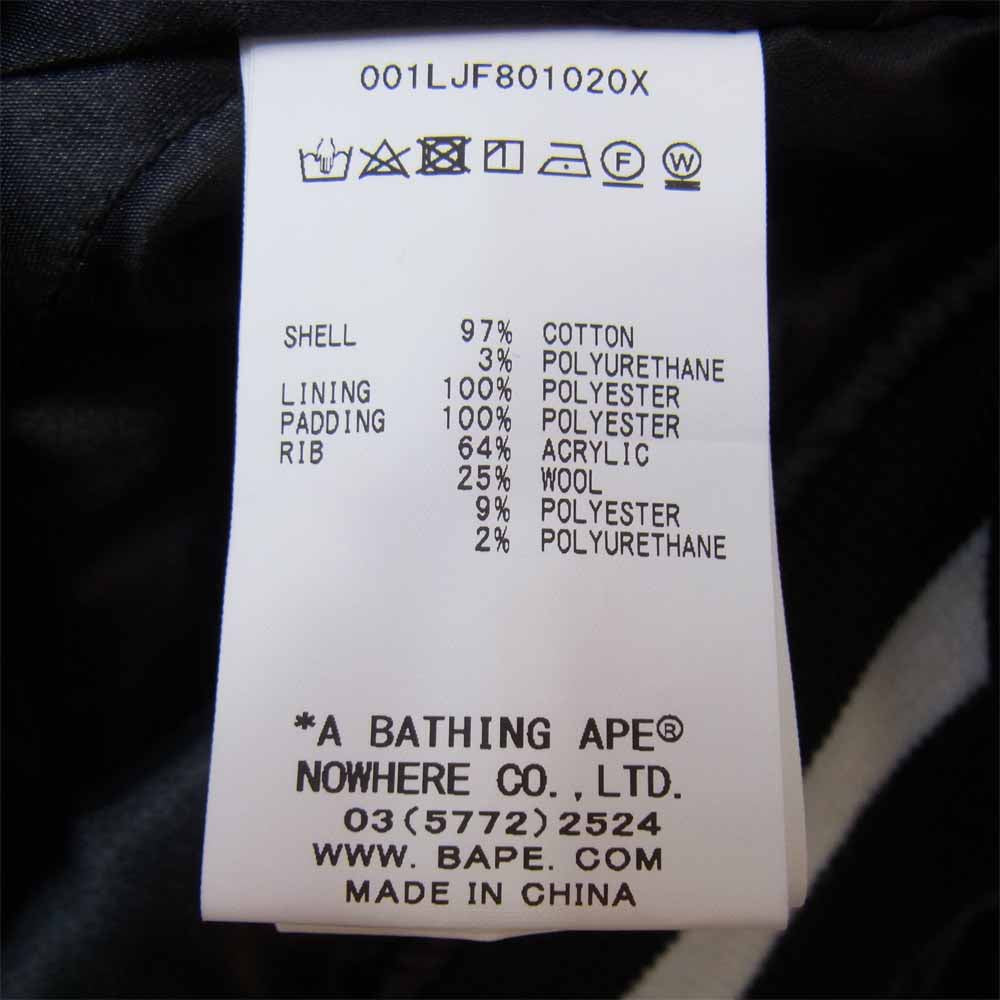 001LJF801020X
F W
SHELL 97% COTTON
3% POLYURETHANE
LINING 100% POLYESTER
PADDING 100% POLYESTER
RIB 64% ACRYLIC
25% WOOL
9% POLYESTER
2% POLYURETHANE
*A BATHING APE®
NOWHERE CO.,LTD.
03(5772)2524
WWW. BAPE. COM
MADE IN CHINA